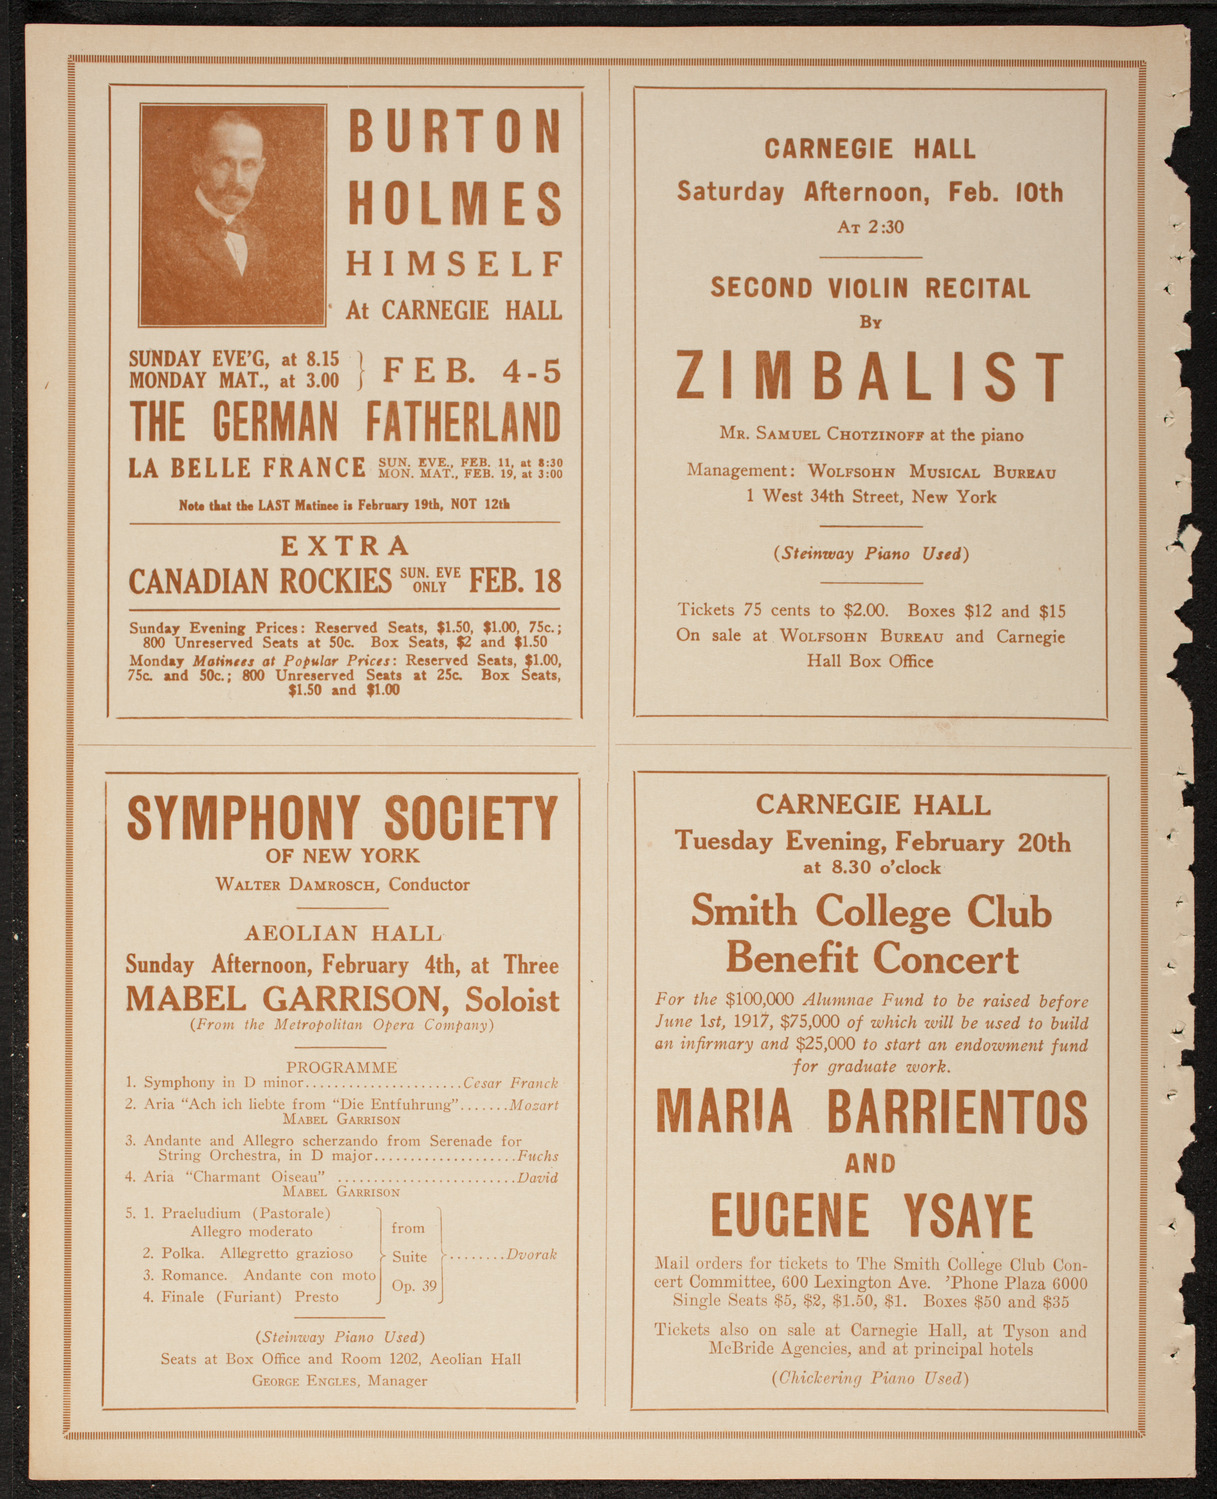 BURTON
HOLMES
HIMSELF
At CARNEGIE HALL
SUNDAY EVE'G, at 8.15
MONDAY MAT., at 3.00
FEB. 4-5
THE GERMAN FATHERLAND
LA BELLE FRANCE SUN. EVE., FEB. 11, at 8:30
MON. MAT., FEB. 19, at 3:00
Note that the LAST Matinee is February 19th, NOT 12th
EXTRA
CANADIAN ROCKIES SUN. EVE ONLY FEB. 18
Sunday Evening Prices: Reserved Seats, $1.50, $1.00, 75c.;
800 Unreserved Seats at 50c. Box Seats, $2 and $1.50
Monday Matinees at Popular Prices: Reserved Seats, $1.00,
75c. and 50c.; 800 Unreserved Seats at 25c. Box Seats,
$1.50 and $1.00
CARNEGIE HALL
Saturday Afternoon, Feb. 10th
AT 2:30
SECOND VIOLIN RECITAL
BY
ZIMBALIST
MR. SAMUEL CHOTZINOFF at the piano
Management: WOLFSOHN MUSICAL BUREAU
1 West 34th Street, New York
(Steinway Piano Used)
Tickets 75 cents to $2.00. Boxes $12 and $15
On sale at WOLFSOHN BUREAU and Carnegie
Hall Box Office
SYMPHONY SOCIETY
OF NEW YORK
WALTER DAMROSCH, Conductor
AEOLIAN HALL
Sunday Afternoon, February 4th, at Three
MABEL GARRISON, Soloist
(From the Metropolitan Opera Company)
PROGRAMME
1. Symphony in D minor......................Cesar Franck
2. Aria "Ach ich liebte from "Die Entfuhrung".......Mozart
MABEL GARRISON
3. Andante and Allegro scherzando from Serenade for
String Orchestra, in D major....................Fuchs
4. Aria "Charmant Oiseau" .........................David
MABEL GARRISON
5. 1. Praeludium (Pastorale)
Allegro moderato
2. Polka. Allegretto grazioso
3. Romance. Andante con moto
4. Finale (Furiant) Presto
from
Suite
Op. 39
........Dvorak
(Steinway Piano Used)
Seats at Box Office and Room 1202, Aeolian Hall
GEORGE ENGLES, Manager
CARNEGIE HALL
Tuesday Evening, February 20th
at 8.30 o'clock
Smith College Club
Benefit Concert
For the $100,000 Alumnae Fund to be raised before
June 1st, 1917, $75,000 of which will be used to build
an infirmary and $25,000 to start an endowment fund
for graduate work.
MARIA BARRIENTOS
AND
EUGENE YSAYE
Mail orders for tickets to The Smith College Club Con-
cert Committee, 600 Lexington Ave. 'Phone Plaza 6000
Single Seats $5, $2, $1.50, $1. Boxes $50 and $35
Tickets also on sale at Carnegie Hall, at Tyson and
McBride Agencies, and at principal hotels
(Chickering Piano Used)